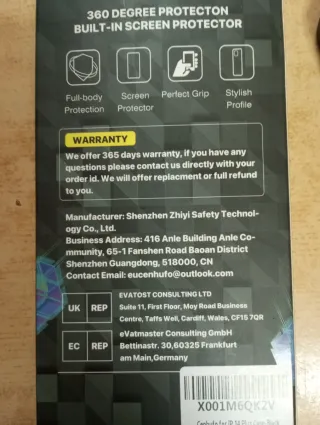 360 DEGREE PROTECTON
BUILT-IN SCREEN PROTECTOR
Full-body
Protection
Screen
Protector
Perfect Grip
Stylish
Profile
WARRANTY
We offer 365 days warranty, if you have any
questions please contact us directly with your
order id. We will offer replacment or full refund
to you.
Manufacturer: Shenzhen Zhiyi Safety Technol-
ogy Co., Ltd.
Business Address: 416 Anle Building Anle Co-
mmunity, 65-1 Fanshen Road Baoan District
Shenzhen Guangdong, 518000, CN
Contact Email: eucenhufo@outlook.com
UK REP
EVATOST CONSULTING LTD
Suite 11, First Floor, Moy Road Business
Centre, Taffs Well, Cardiff, Wales, CF15 7QR
EC REP
eVatmaster Consulting GmbH
Bettinastr. 30,60325 Frankfurt
am Main,Germany
X001M6QKZV